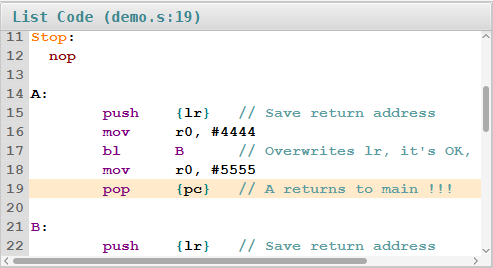 List Code (demo.s:19)
11 Stop:
12 nop
13
14 A:
15 push {lr} // Save return address
16 mov r0, #4444
17 bl B // Overwrites lr, it's OK,
18 mov r0, #5555
19 pop {pc} // A returns to main !!!
20
21 B:
22 push {lr} // Save return address